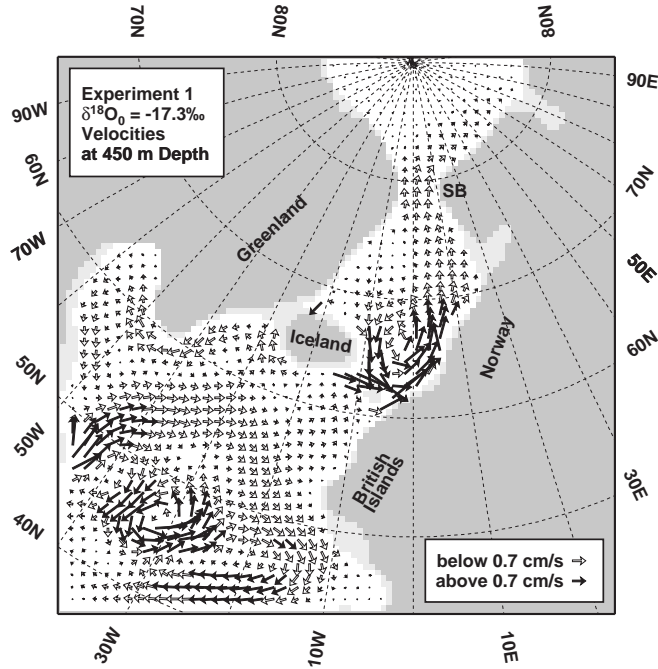 70N
80N
80N
90E
90W
60N
70W
50N
50W
40N
30W
10W
10E
30E
60N
50E
70N
Experiment 1
δ¹⁸O₀ = -17.3‰
Velocities
at 450 m Depth
SB
Greenland
Iceland
Norway
British
Islands
below 0.7 cm/s ⇨
above 0.7 cm/s ➔